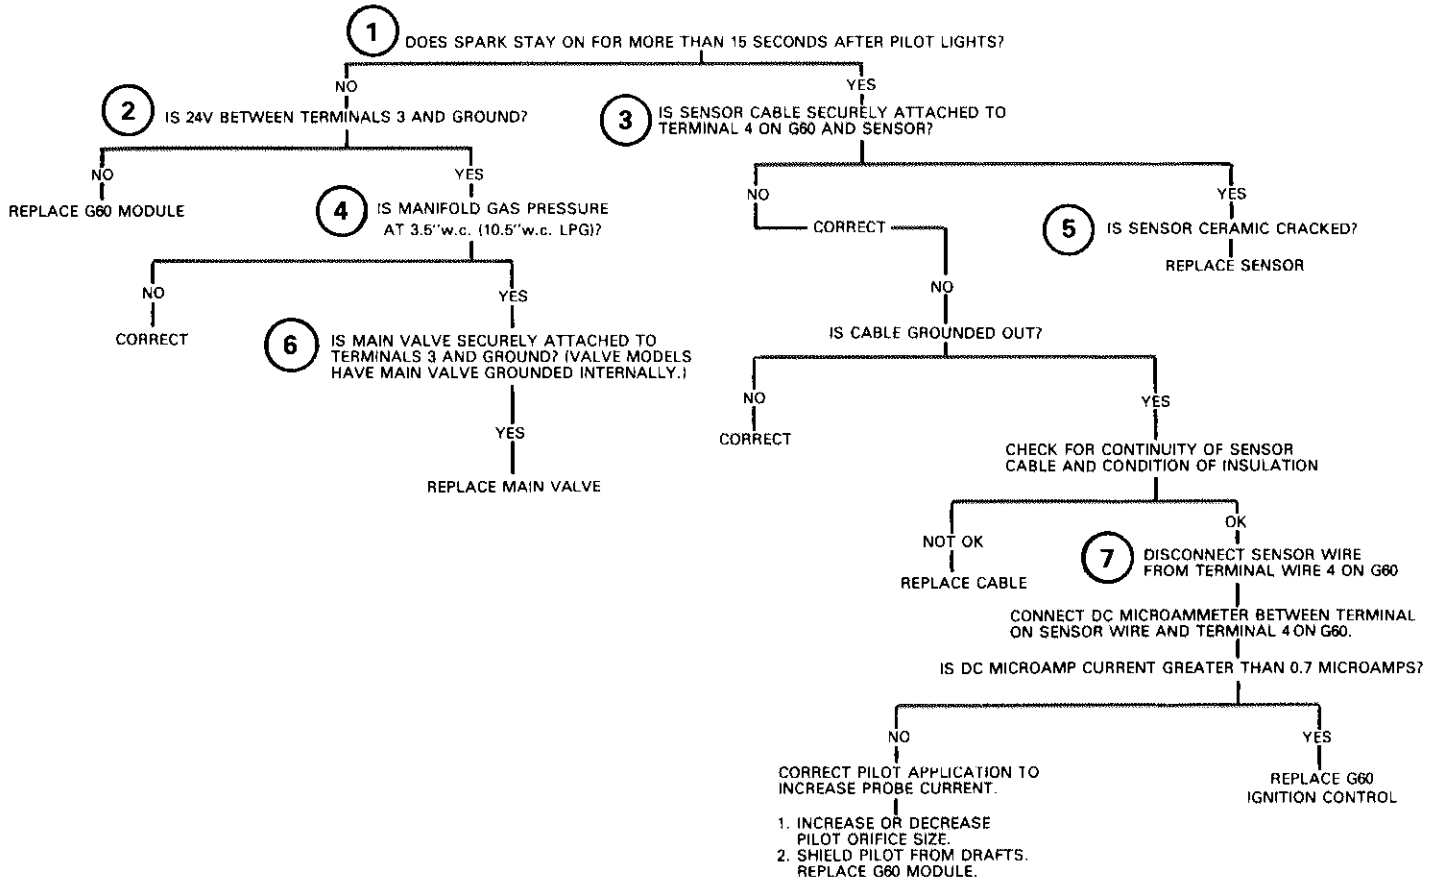 1 DOES SPARK STAY ON FOR MORE THAN 15 SECONDS AFTER PILOT LIGHTS?
NO
YES
2 IS 24V BETWEEN TERMINALS 3 AND GROUND?
3 IS SENSOR CABLE SECURELY ATTACHED TO
TERMINAL 4 ON G60 AND SENSOR?
NO
YES
NO
YES
REPLACE G60 MODULE
4 IS MANIFOLD GAS PRESSURE
AT 3.5"w.c. (10.5"w.c. LPG)?
CORRECT
5 IS SENSOR CERAMIC CRACKED?
REPLACE SENSOR
NO
YES
NO
CORRECT
6 IS MAIN VALVE SECURELY ATTACHED TO
TERMINALS 3 AND GROUND? (VALVE MODELS
HAVE MAIN VALVE GROUNDED INTERNALLY.)
IS CABLE GROUNDED OUT?
NO
YES
YES
CORRECT
REPLACE MAIN VALVE
CHECK FOR CONTINUITY OF SENSOR
CABLE AND CONDITION OF INSULATION
NOT OK
OK
REPLACE CABLE
7 DISCONNECT SENSOR WIRE
FROM TERMINAL WIRE 4 ON G60
CONNECT DC MICROAMMETER BETWEEN TERMINAL
ON SENSOR WIRE AND TERMINAL 4 ON G60.
IS DC MICROAMP CURRENT GREATER THAN 0.7 MICROAMPS?
NO
YES
CORRECT PILOT APPLICATION TO
INCREASE PROBE CURRENT.
REPLACE G60
IGNITION CONTROL
1. INCREASE OR DECREASE
PILOT ORIFICE SIZE.
2. SHIELD PILOT FROM DRAFTS.
REPLACE G60 MODULE.